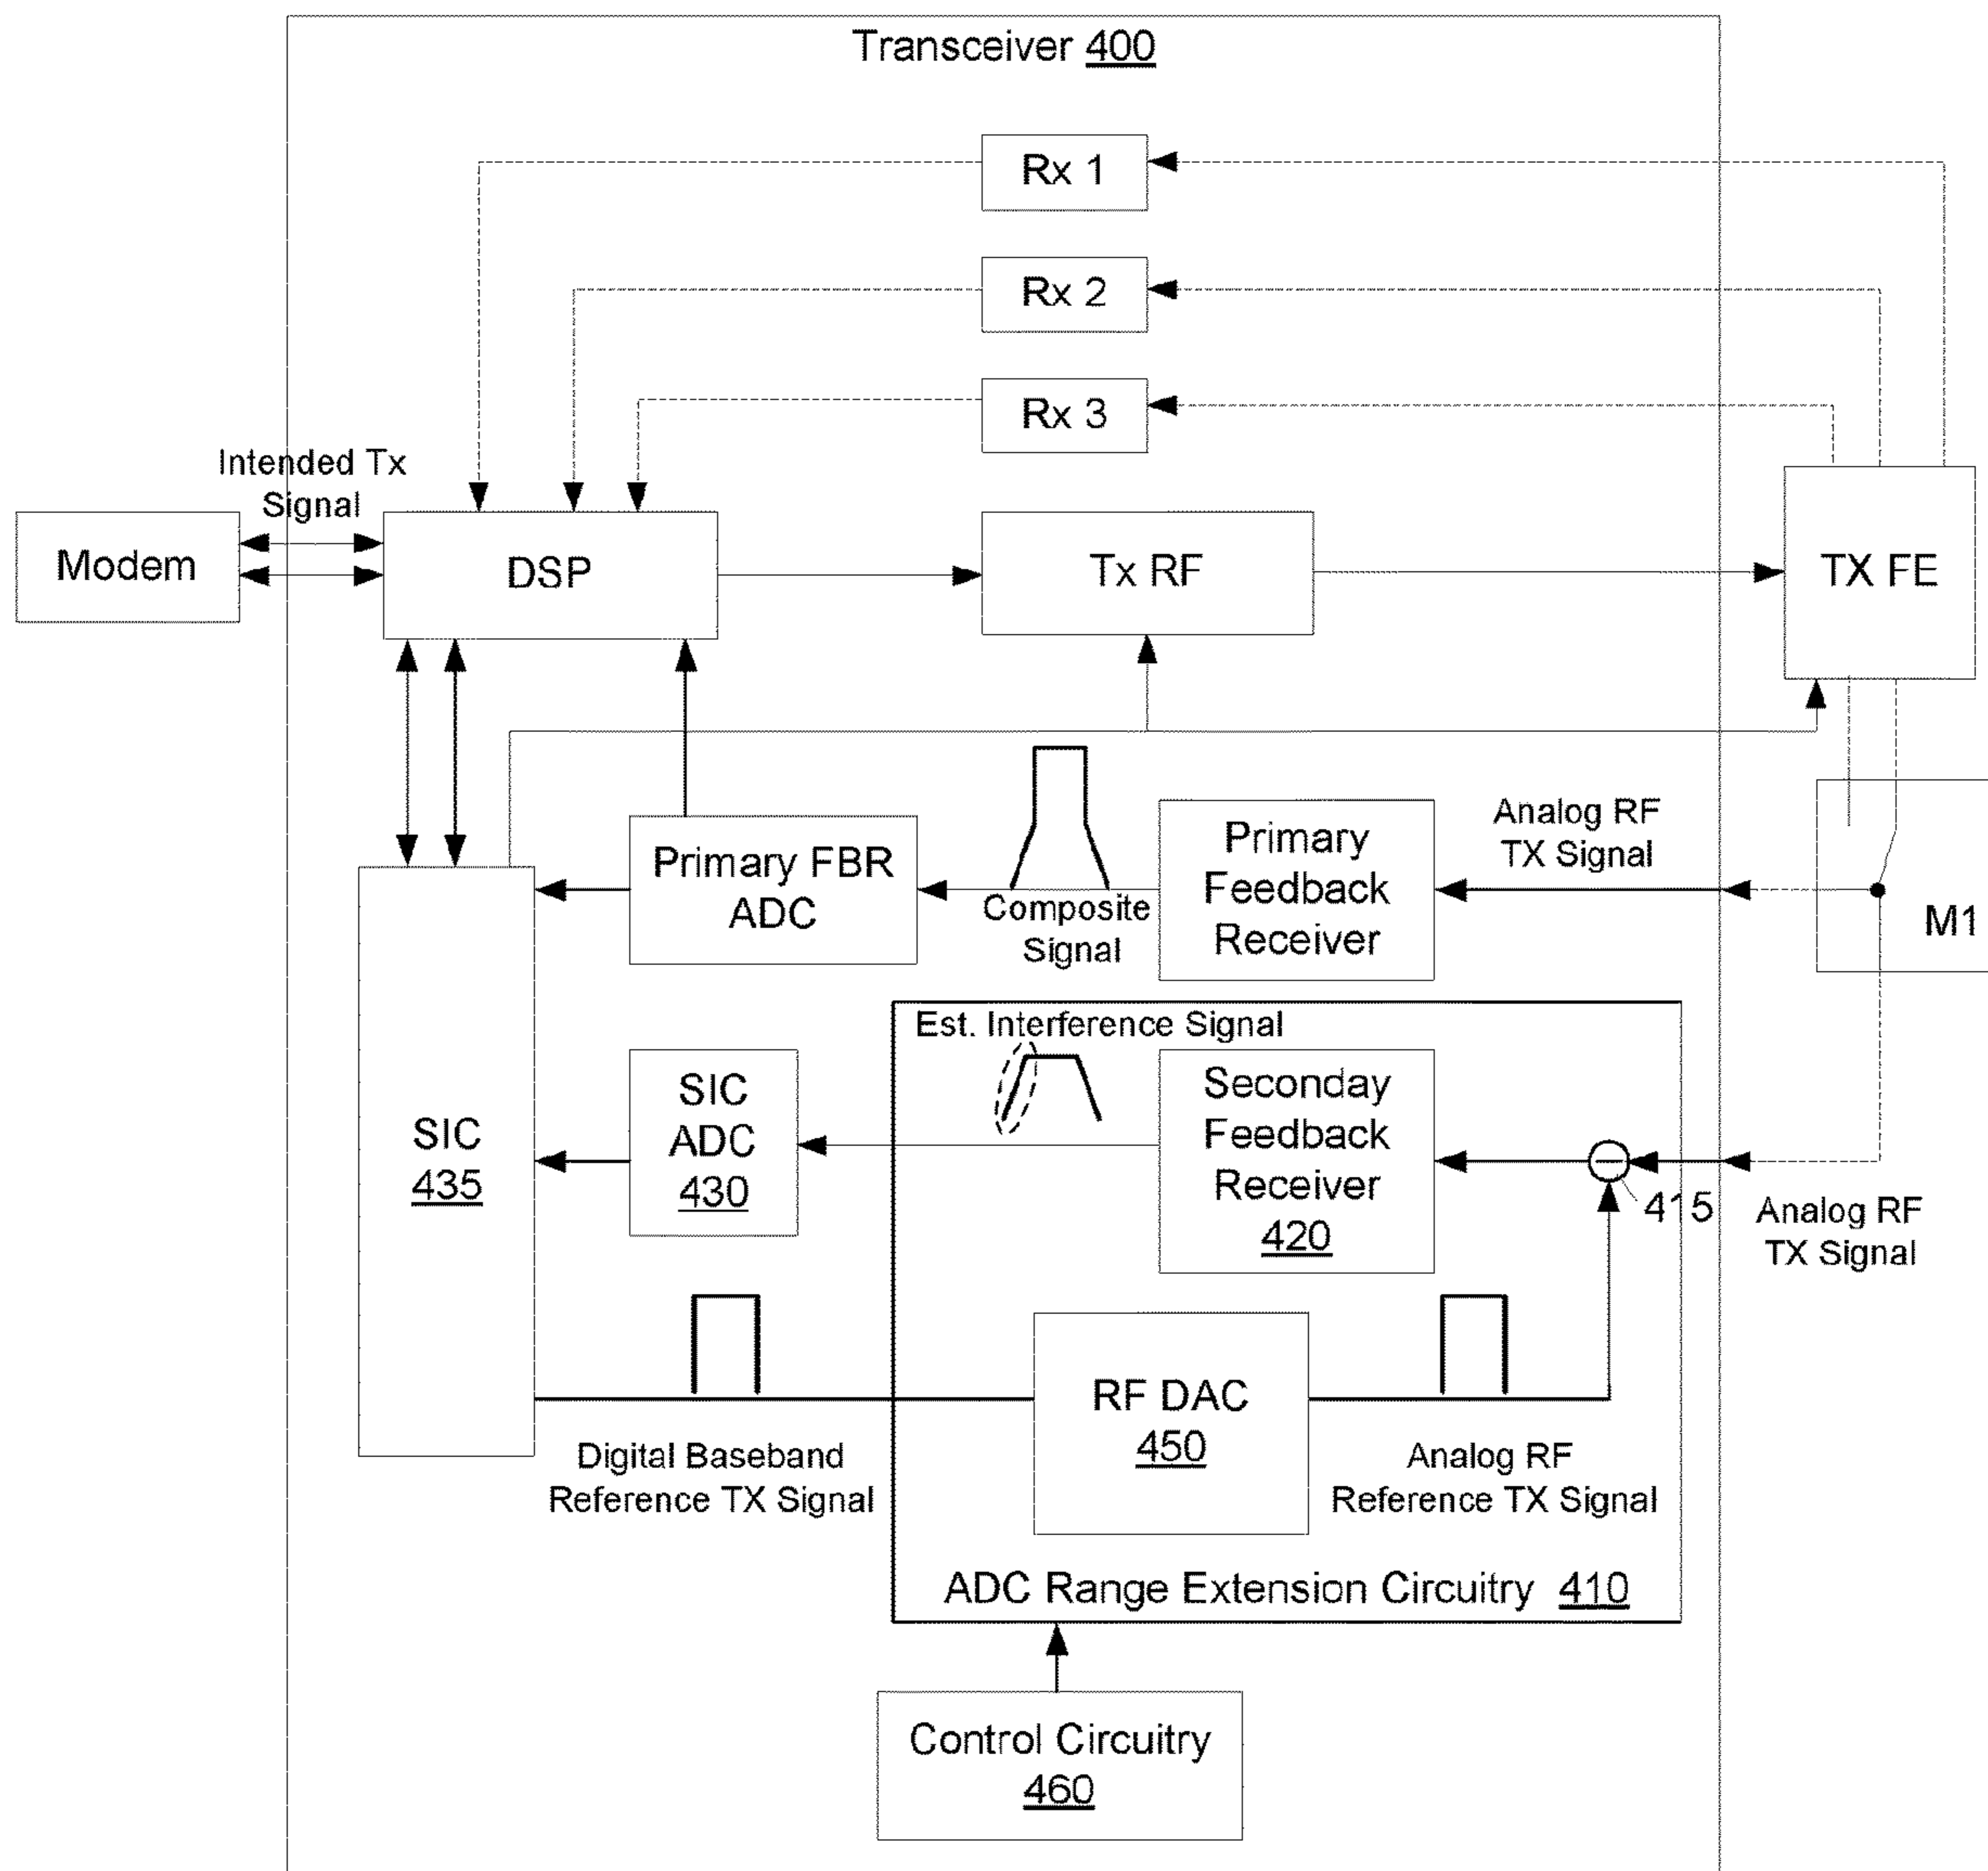 Transceiver 400
Rx 1
Rx 2
Rx 3
Intended Tx
Signal
Modem
DSP
Tx RF
TX FE
Primary FBR
ADC
Composite
Signal
Primary
Feedback
Receiver
Analog RF
TX Signal
M1
Est. Interference Signal
SIC
435
SIC
ADC
430
Seconday
Feedback
Receiver
420
415
Analog RF
TX Signal
Digital Baseband
Reference TX Signal
RF DAC
450
Analog RF
Reference TX Signal
ADC Range Extension Circuitry 410
Control Circuitry
460